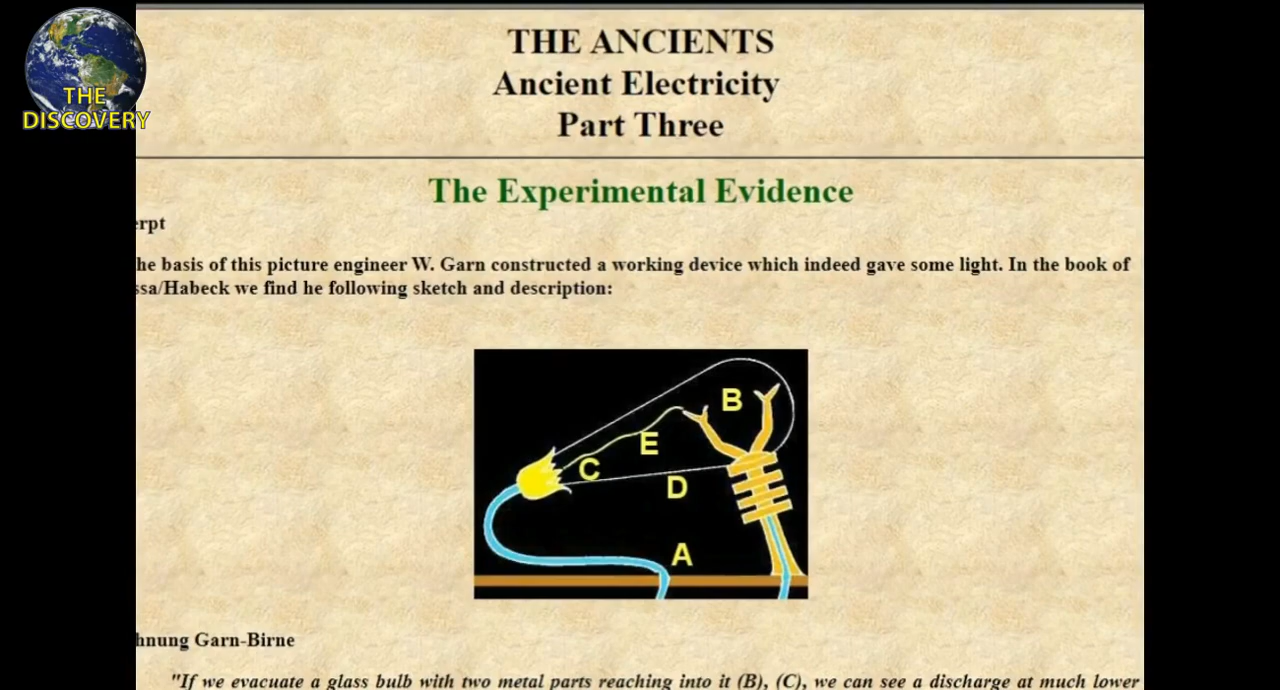 THE
DISCOVERY
THE ANCIENTS
Ancient Electricity
Part Three
The Experimental Evidence
erpt
he basis of this picture engineer W. Garn constructed a working device which indeed gave some light. In the book of
ssa/Habeck we find he following sketch and description:
B
E
C
D
A
hnung Garn-Birne
"If we evacuate a glass bulb with two metal parts reaching into it (B), (C), we can see a discharge at much lower